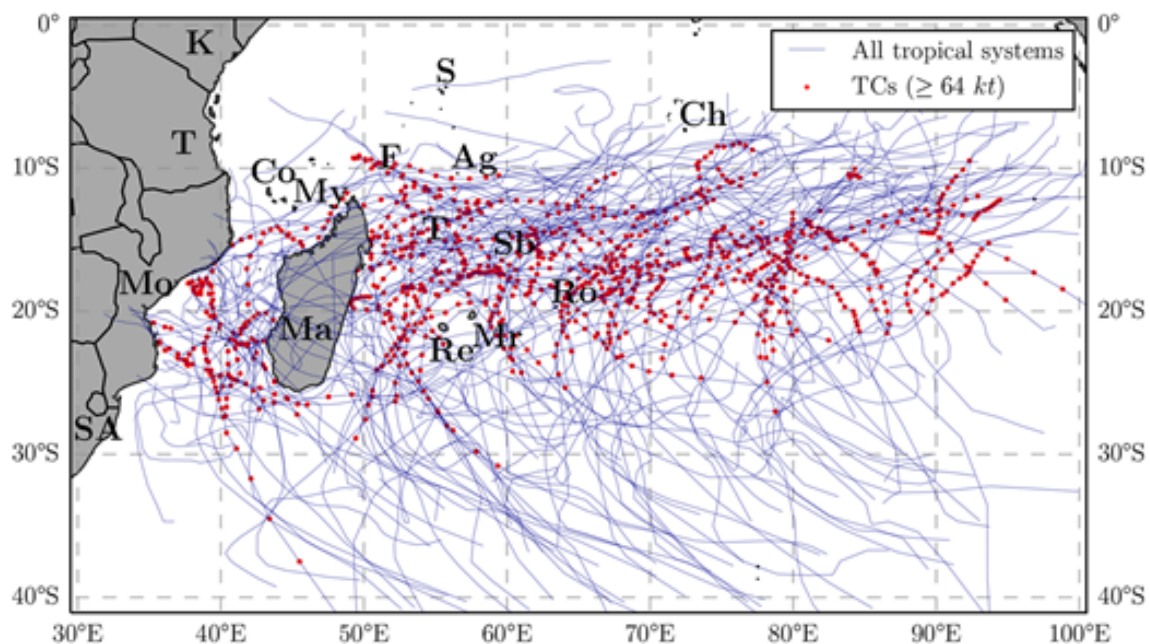 0°
0°
K
All tropical systems
TCs (≥ 64 kt)
S
Ch
T
10°S
F
Ag
10°S
Co
My
T
Sb
Mo
Ro
20°S
Ma
Mr
20°S
Re
SA
30°S
30°S
40°S
40°S
30°E
40°E
50°E
60°E
70°E
80°E
90°E
100°E